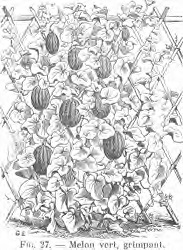 G.S.
Fig. 27. — Melon vert, grimpant.